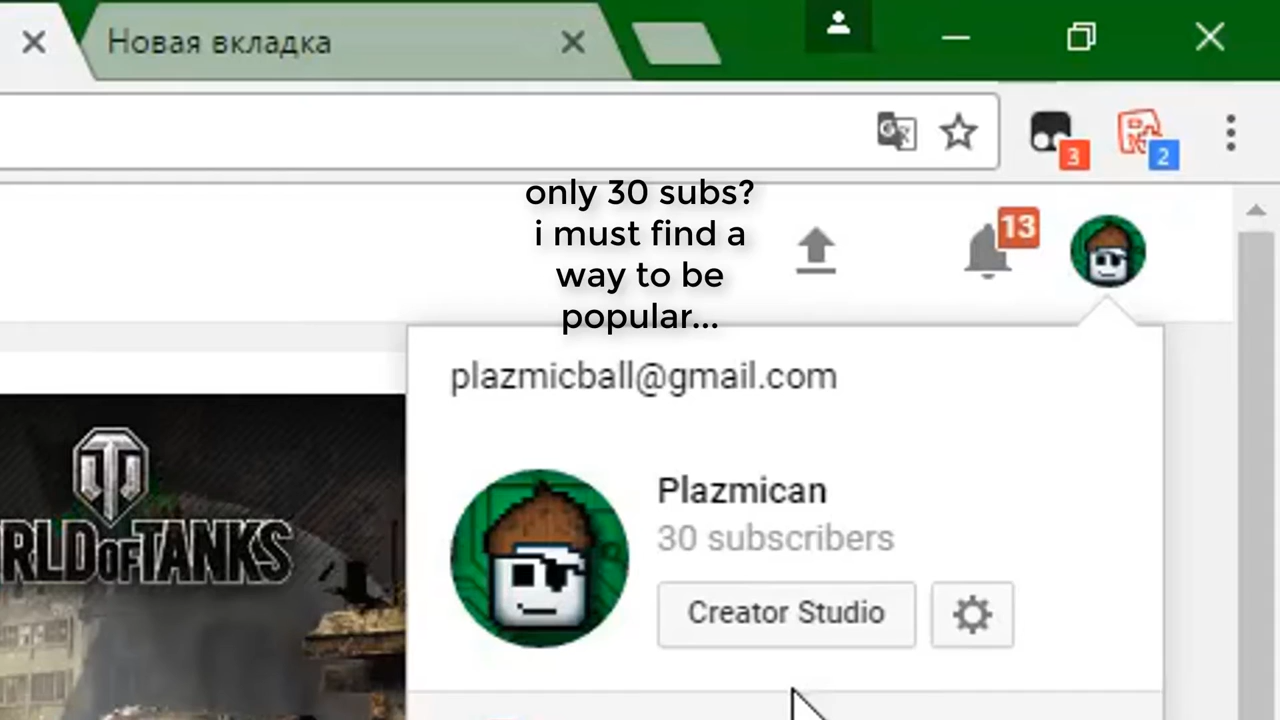 Новая вкладка
3
2
only 30 subs?
i must find a
way to be
popular...
13
plazmicball@gmail.com
Plazmican
30 subscribers
Creator Studio
RLD OF TANKS